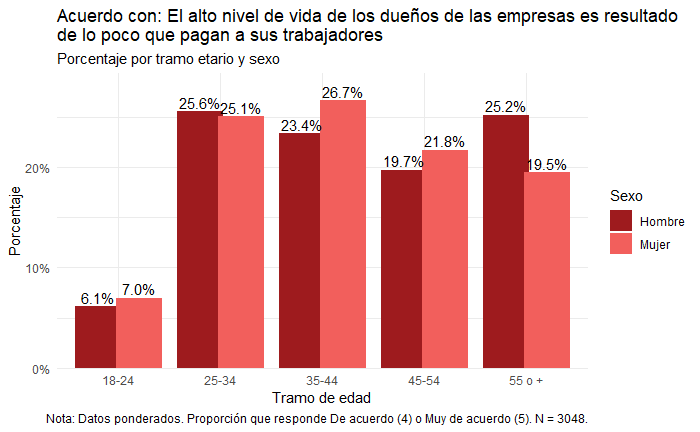 Acuerdo con: El alto nivel de vida de los dueños de las empresas es resultado
de lo poco que pagan a sus trabajadores
Porcentaje por tramo etario y sexo
Porcentaje
20%
10%
0%
6.1%
7.0%
25.6%
25.1%
23.4%
26.7%
19.7%
21.8%
25.2%
19.5%
18-24
25-34
35-44
45-54
55 o +
Tramo de edad
Sexo
Hombre
Mujer
Nota: Datos ponderados. Proporción que responde De acuerdo (4) o Muy de acuerdo (5). N = 3048.